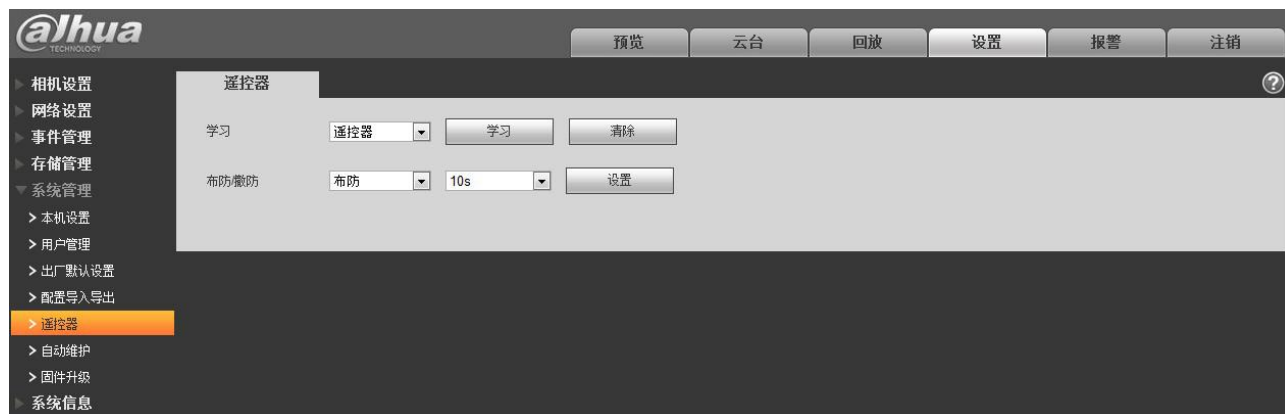 alhua
TECHNOLOGY
预览 云台 回放 设置 报警 注销
相机设置
网络设置
事件管理
存储管理
系统管理
> 本机设置
> 用户管理
> 出厂默认设置
> 配置导入导出
> 遥控器
> 自动维护
> 固件升级
系统信息
遥控器 ?
学习 遥控器 学习 清除
布防/撤防 布防 10s 设置